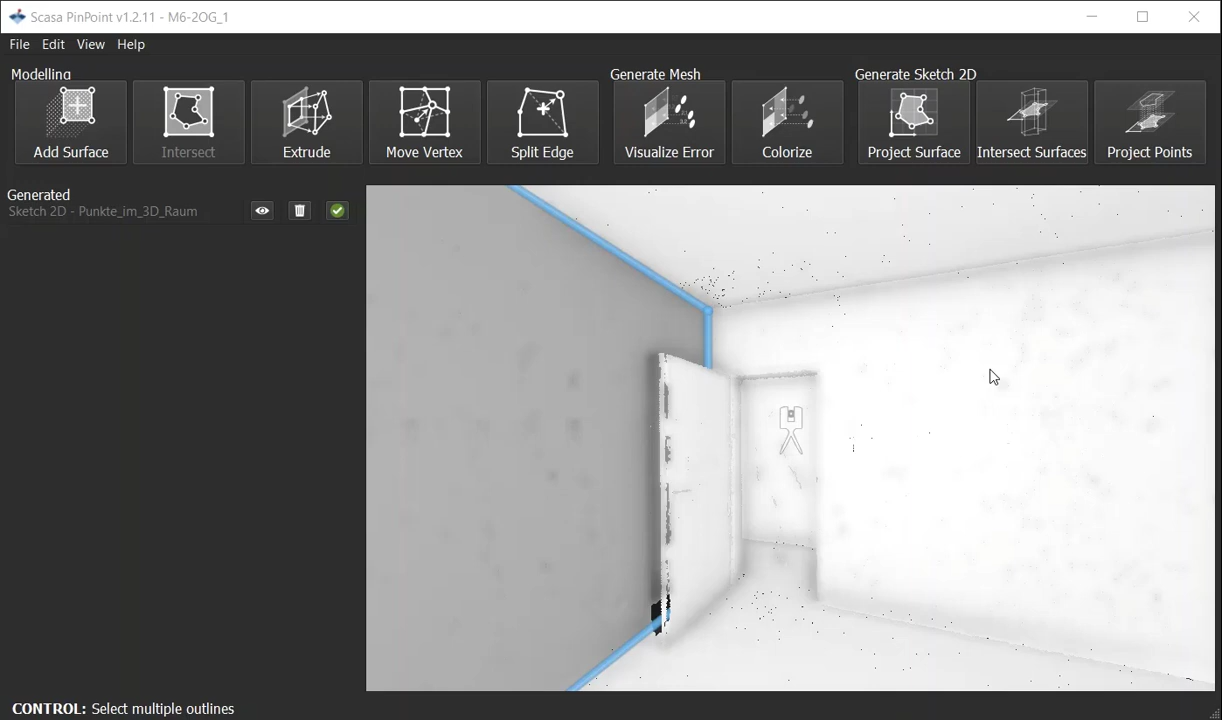 Scasa PinPoint v1.2.11 - M6-2OG_1
File Edit View Help
Modelling
Generate Mesh
Generate Sketch 2D
Add Surface
Intersect
Extrude
Move Vertex
Split Edge
Visualize Error
Colorize
Project Surface
Intersect Surfaces
Project Points
Generated
Sketch 2D - Punkte_im_3D_Raum
CONTROL: Select multiple outlines